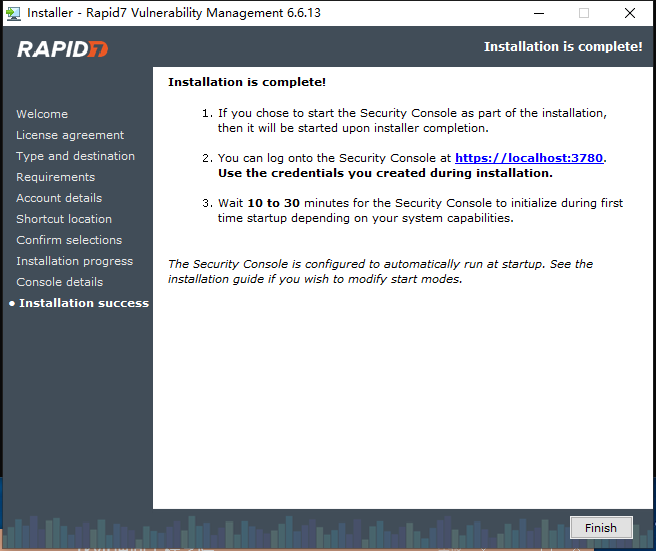 Installer - Rapid7 Vulnerability Management 6.6.13
RAPID7
Installation is complete!
Welcome
License agreement
Type and destination
Requirements
Account details
Shortcut location
Confirm selections
Installation progress
Console details
Installation success
Installation is complete!
1. If you chose to start the Security Console as part of the installation,
then it will be started upon installer completion.
2. You can log onto the Security Console at https://localhost:3780.
Use the credentials you created during installation.
3. Wait 10 to 30 minutes for the Security Console to initialize during first
time startup depending on your system capabilities.
The Security Console is configured to automatically run at startup. See the
installation guide if you wish to modify start modes.
Finish